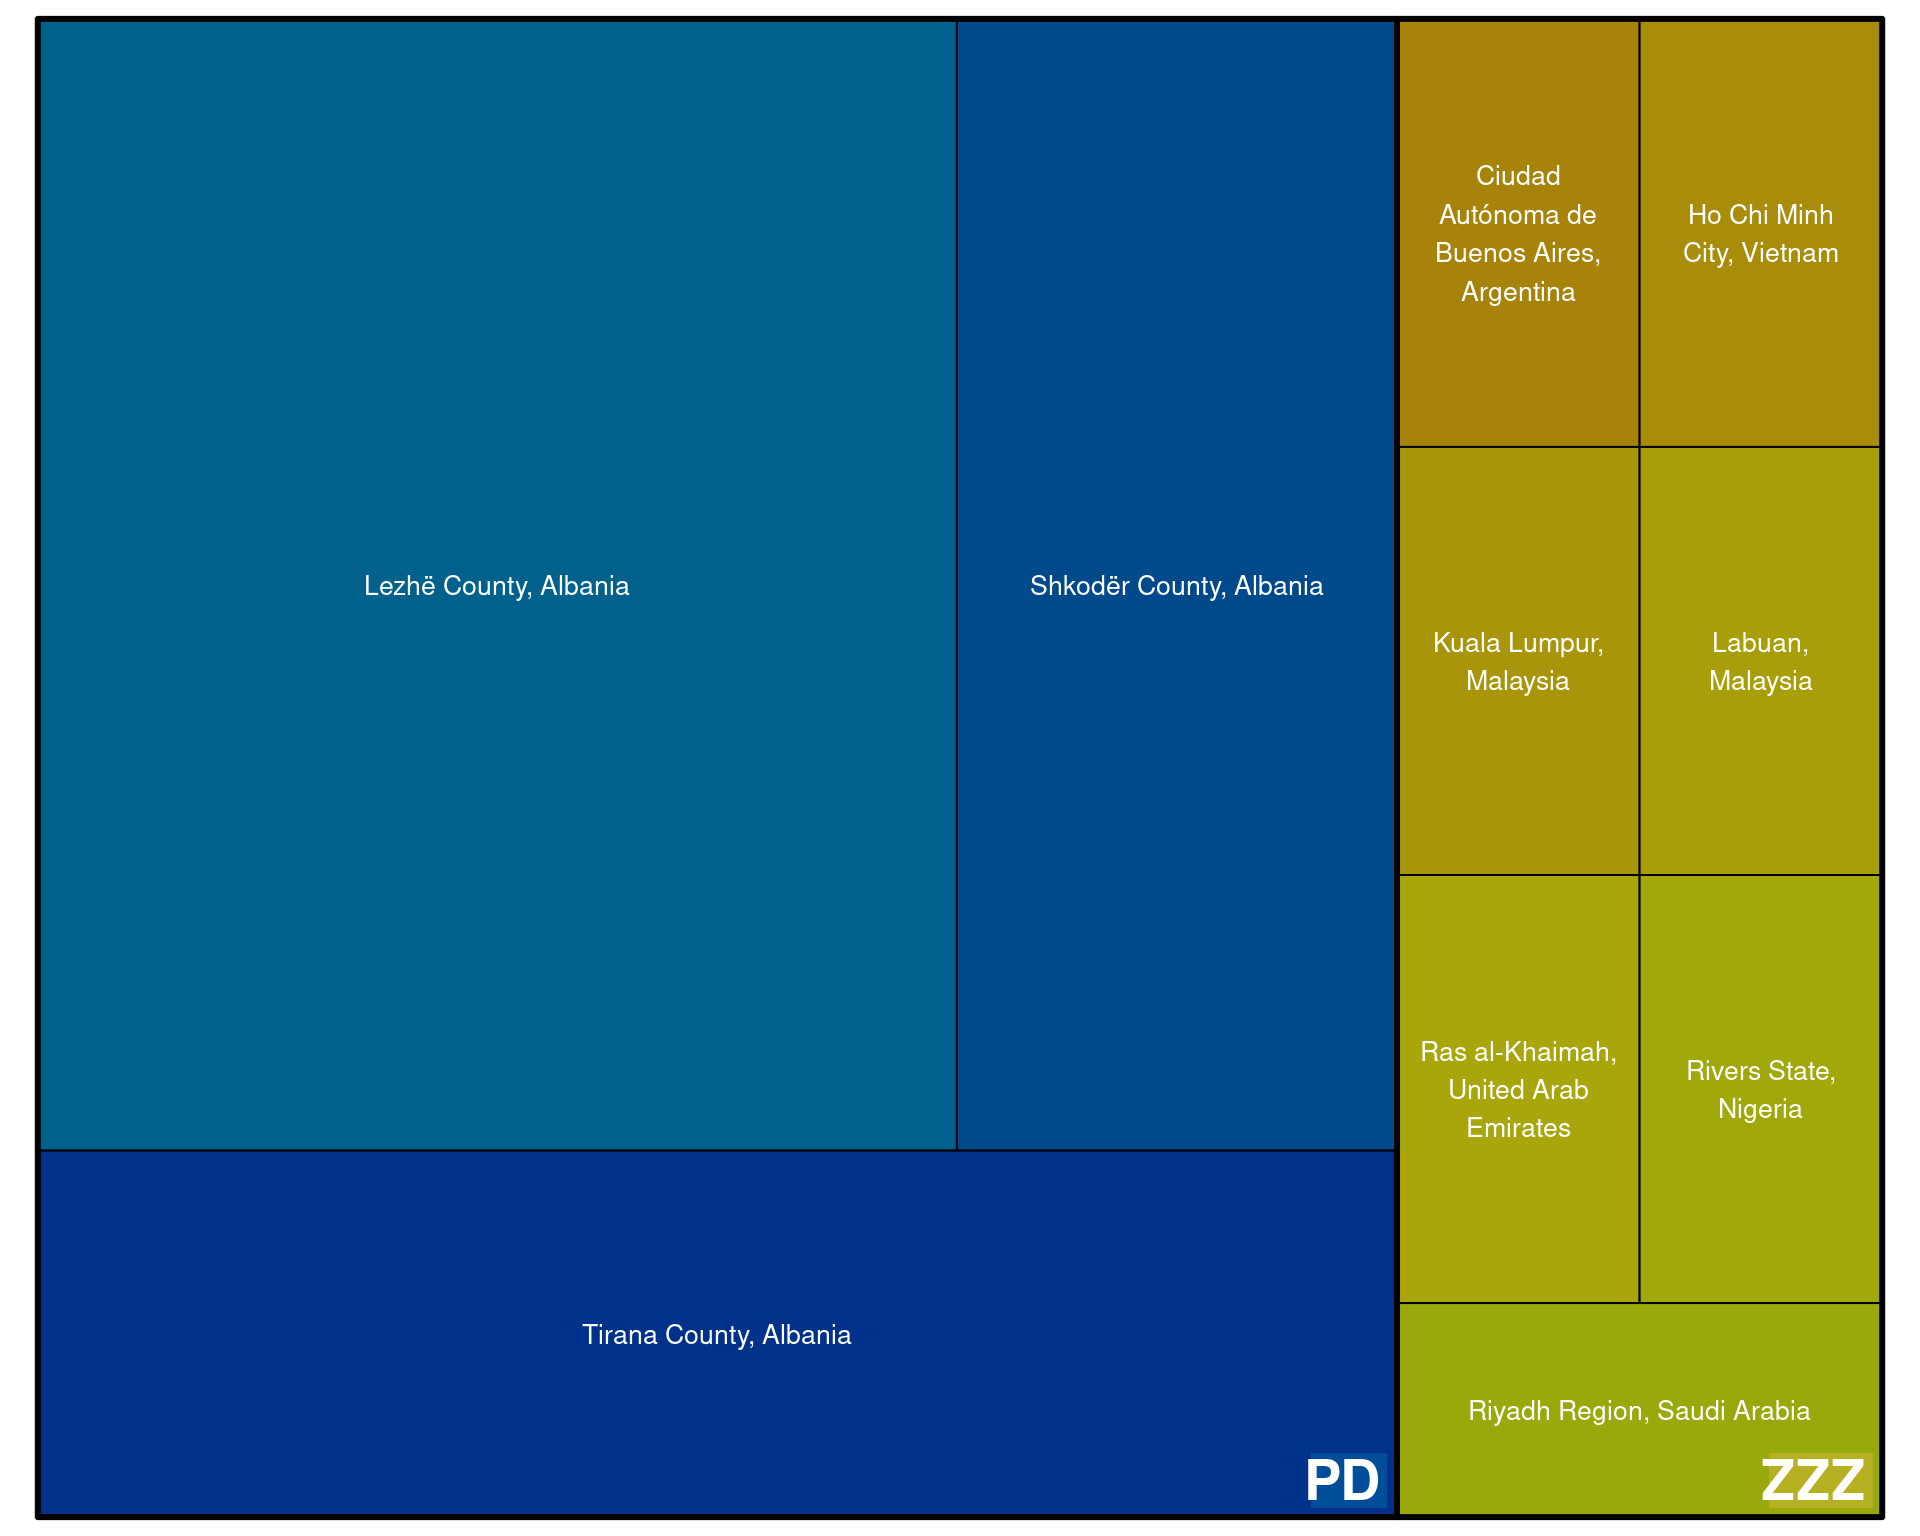 Lezhë County, Albania
Shkodër County, Albania
Tirana County, Albania
PD
Ciudad
Autónoma de
Buenos Aires,
Argentina
Ho Chi Minh
City, Vietnam
Kuala Lumpur,
Malaysia
Labuan,
Malaysia
Ras al-Khaimah,
United Arab
Emirates
Rivers State,
Nigeria
Riyadh Region, Saudi Arabia
ZZZ